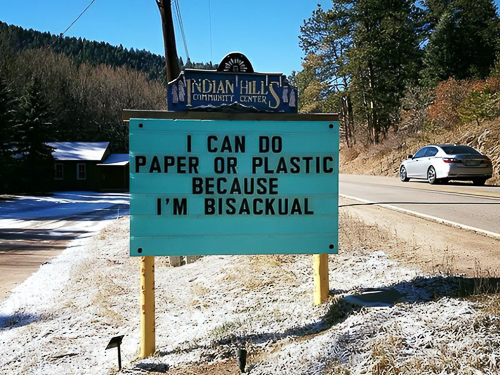 INDIAN HILLS
COMMUNITY CENTER
I CAN DO
PAPER OR PLASTIC
BECAUSE
I'M BISACKUAL